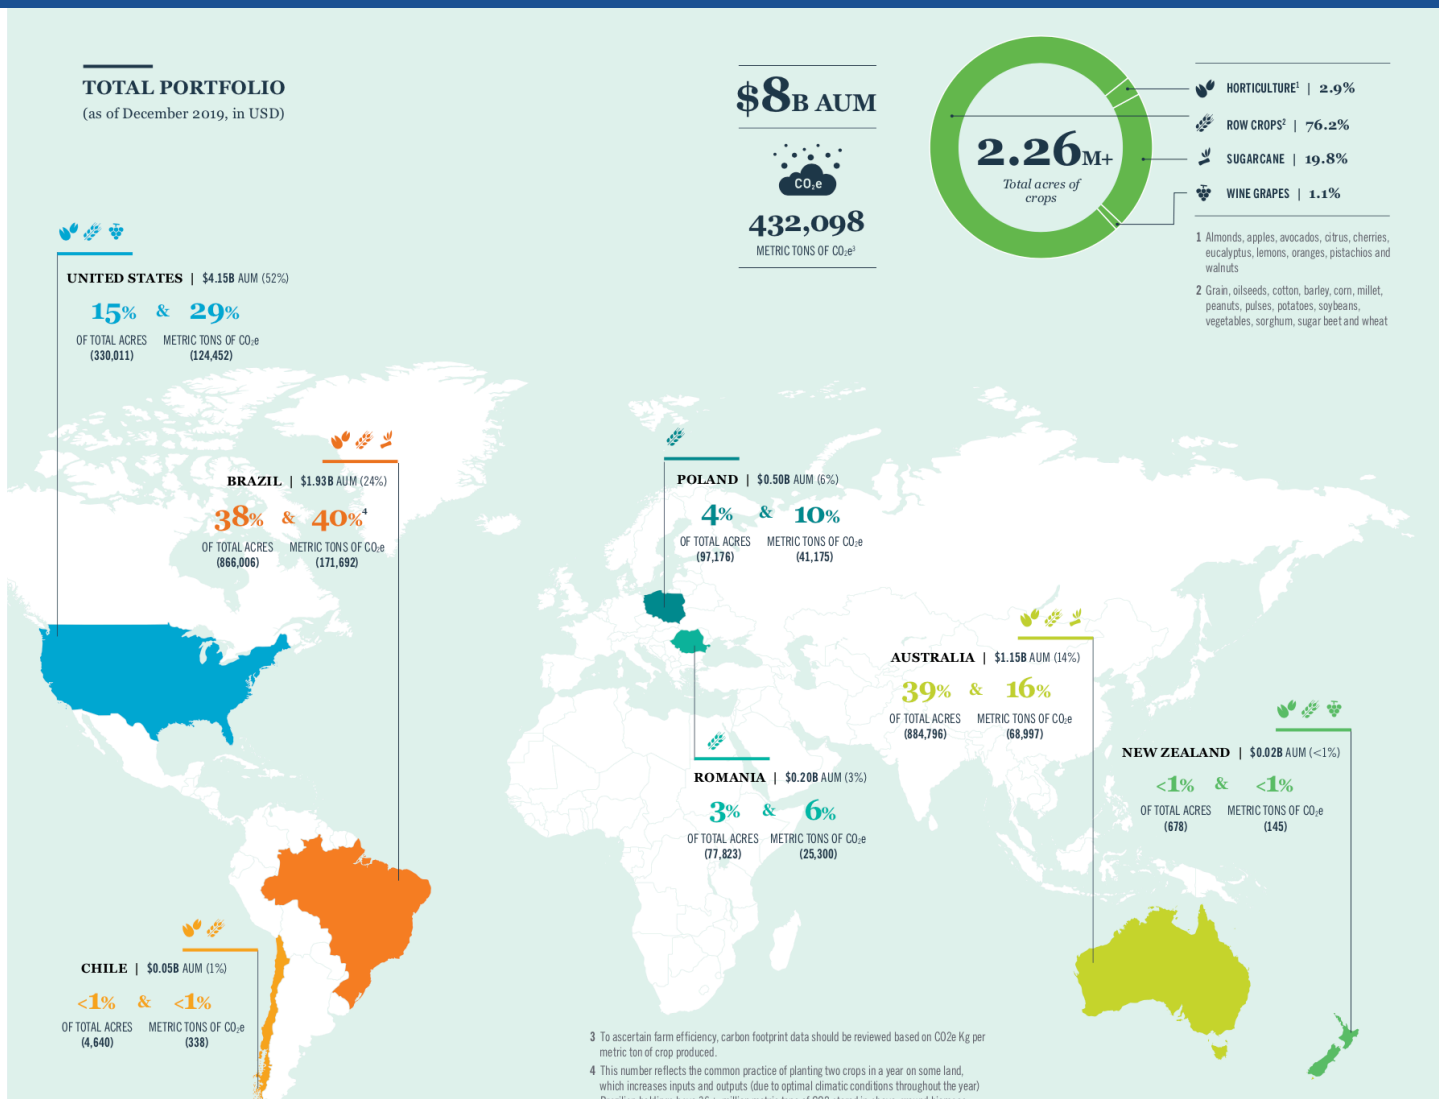 TOTAL PORTFOLIO
(as of December 2019, in USD)
$8B AUM
CO2e
432,098
METRIC TONS OF CO2e3
2.26M+
Total acres of
crops
HORTICULTURE1 | 2.9%
ROW CROPS2 | 76.2%
SUGARCANE | 19.8%
WINE GRAPES | 1.1%
1 Almonds, apples, avocados, citrus, cherries,
eucalyptus, lemons, oranges, pistachios and
walnuts
2 Grain, oilseeds, cotton, barley, corn, millet,
peanuts, pulses, potatoes, soybeans,
vegetables, sorghum, sugar beet and wheat
UNITED STATES | $4.15B AUM (52%)
15% & 29%
OF TOTAL ACRES METRIC TONS OF CO2e
(330,011) (124,452)
BRAZIL | $1.93B AUM (24%)
38% & 40%4
OF TOTAL ACRES METRIC TONS OF CO2e
(866,006) (171,692)
POLAND | $0.50B AUM (6%)
4% & 10%
OF TOTAL ACRES METRIC TONS OF CO2e
(97,176) (41,175)
AUSTRALIA | $1.15B AUM (14%)
39% & 16%
OF TOTAL ACRES METRIC TONS OF CO2e
(884,796) (68,997)
NEW ZEALAND | $0.02B AUM (<1%)
<1% & <1%
OF TOTAL ACRES METRIC TONS OF CO2e
(678) (145)
ROMANIA | $0.20B AUM (3%)
3% & 6%
OF TOTAL ACRES METRIC TONS OF CO2e
(77,823) (25,300)
CHILE | $0.05B AUM (1%)
<1% & <1%
OF TOTAL ACRES METRIC TONS OF CO2e
(4,640) (338)
3 To ascertain farm efficiency, carbon footprint data should be reviewed based on CO2e Kg per
metric ton of crop produced.
4 This number reflects the common practice of planting two crops in a year on some land,
which increases inputs and outputs (due to optimal climatic conditions throughout the year)